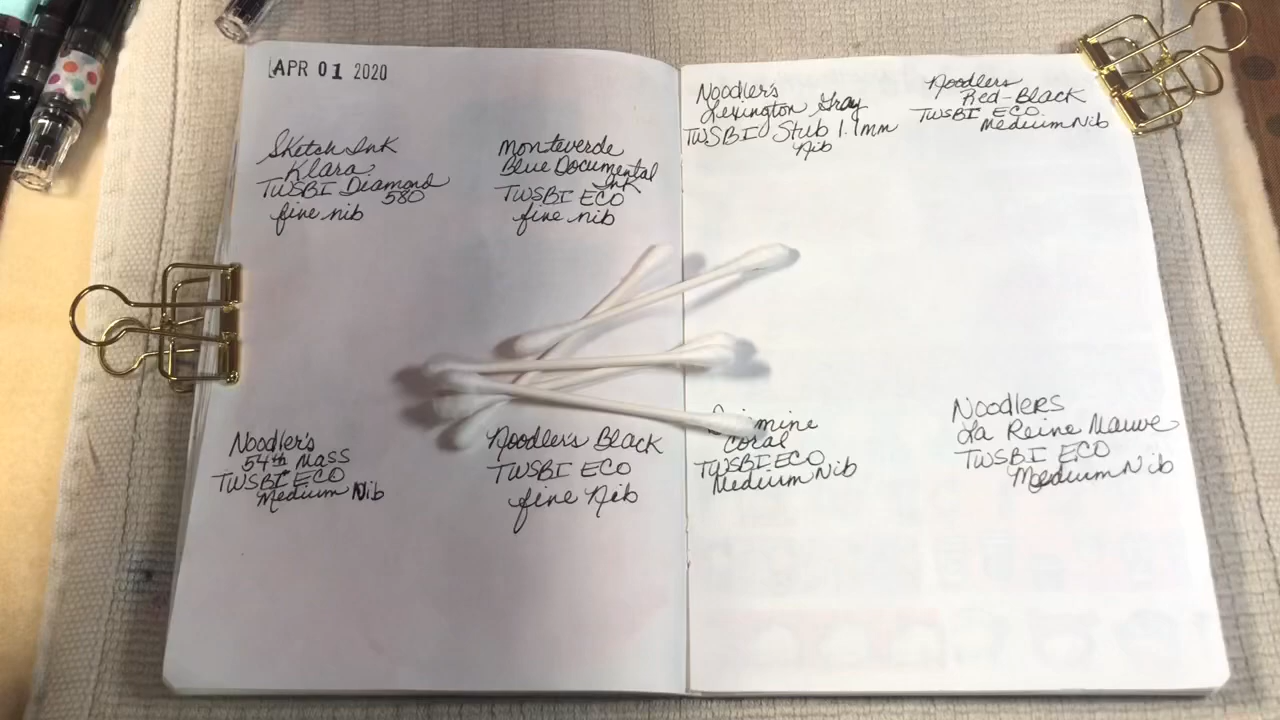 APR 01 2020
Sketch Ink
Klara
TWSBI Diamond
580
fine nib
monteverde
Blue Documental
Ink
TWSBI ECO
fine nib
Noodler's
54th Mass
TWSBI ECO
Medium Nib
Noodler's Black
TWSBI ECO
fine Nib
Noodler's
Lexington Gray
TWSBI Stub 1.1mm
Nib
Noodlers
Red-Black
TWSBI ECO
Medium Nib
Coral
TWSBI ECO
Medium Nib
Noodlers
La Reine Mauve
TWSBI ECO
Medium Nib